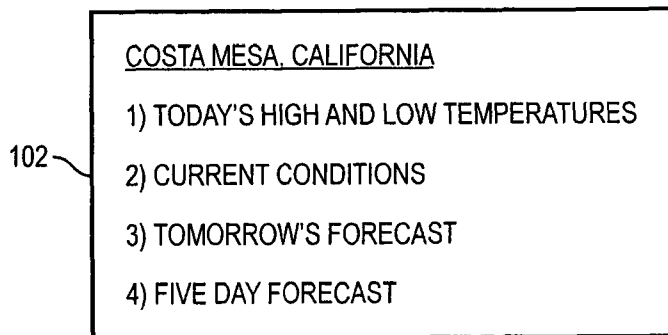 COSTA MESA, CALIFORNIA
1) TODAY'S HIGH AND LOW TEMPERATURES
102
2) CURRENT CONDITIONS
3) TOMORROW'S FORECAST
4) FIVE DAY FORECAST